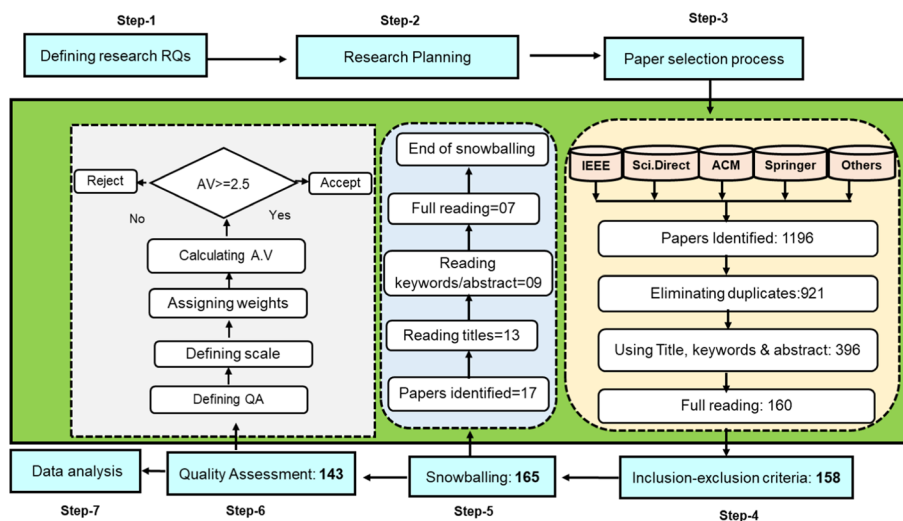 Step-1
Step-2
Step-3
Defining research RQs
Research Planning
Paper selection process
IEEE
Sci.Direct
ACM
Springer
Others
Papers Identified: 1196
Eliminating duplicates:921
Using Title, keywords & abstract: 396
Full reading: 160
End of snowballing
Full reading=07
Reading
keywords/abstract=09
Reading titles=13
Papers identified=17
Reject
AV>=2.5
Accept
No
Yes
Calculating A.V
Assigning weights
Defining scale
Defining QA
Data analysis
Quality Assessment: 143
Snowballing: 165
Inclusion-exclusion criteria: 158
Step-7
Step-6
Step-5
Step-4